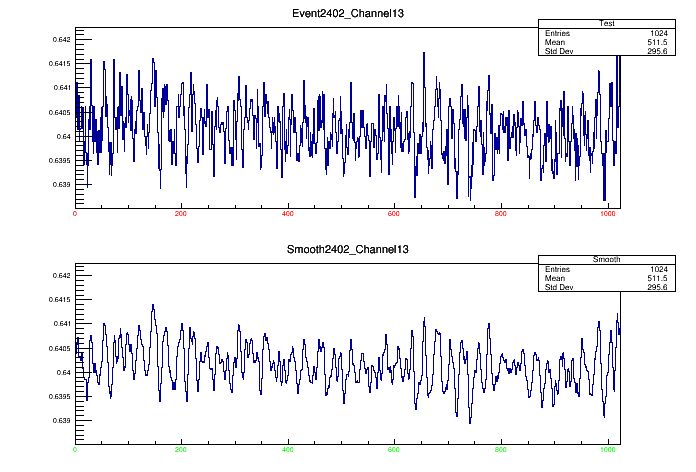 Event2402_Channel13
Test
Entries 1024
Mean 511.5
Std Dev 295.6
0.642
0.6415
0.641
0.6405
0.64
0.6395
0.639
0 200 400 600 800 1000
Smooth2402_Channel13
Smooth
Entries 1024
Mean 511.5
Std Dev 295.6
0.642
0.6415
0.641
0.6405
0.64
0.6395
0.639
0 200 400 600 800 1000